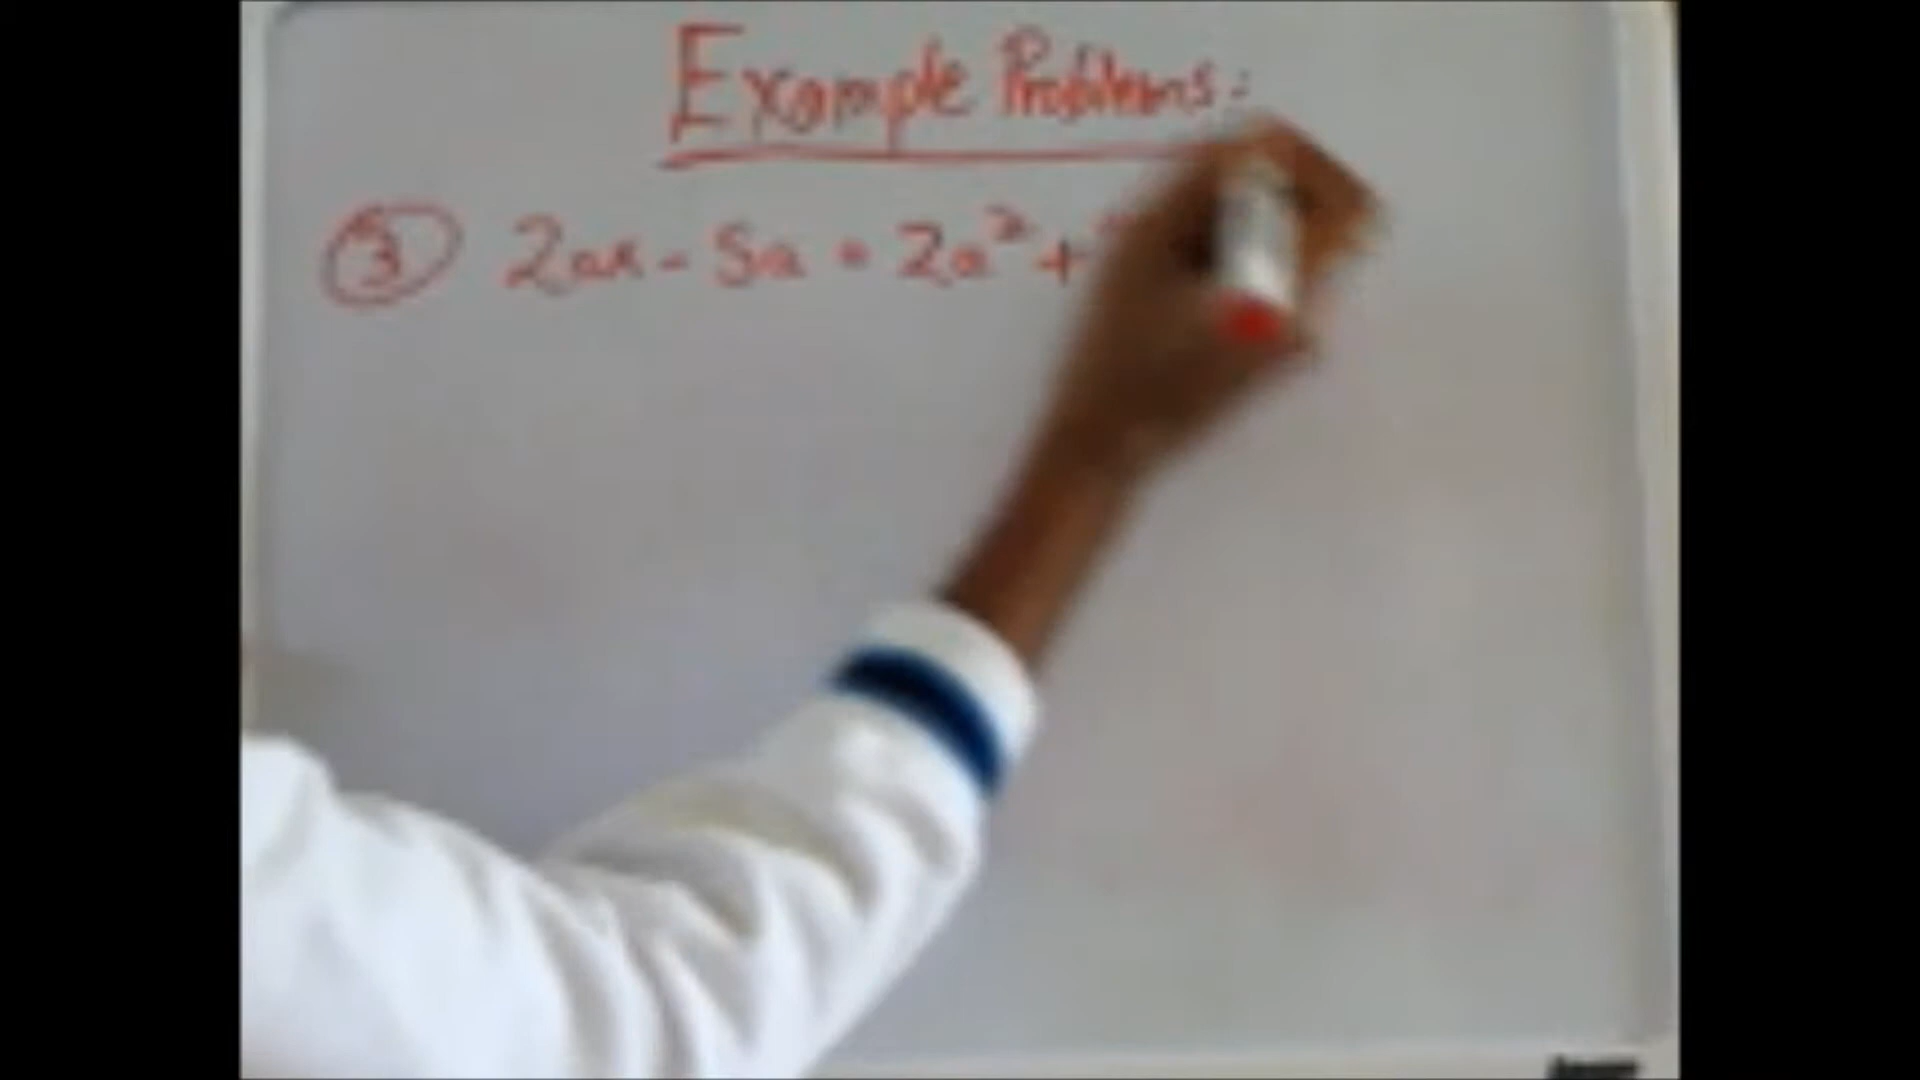 Example Problems:
③ 2ax - 5a = 2a² +